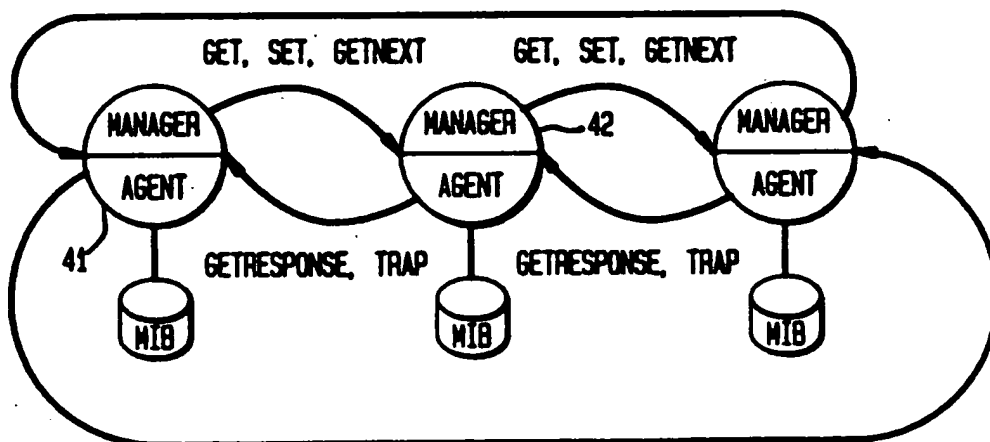 GET, SET, GETNEXT GET, SET, GETNEXT
MANAGER MANAGER 42 MANAGER
AGENT AGENT AGENT
41 GETRESPONSE, TRAP GETRESPONSE, TRAP
MIB MIB MIB